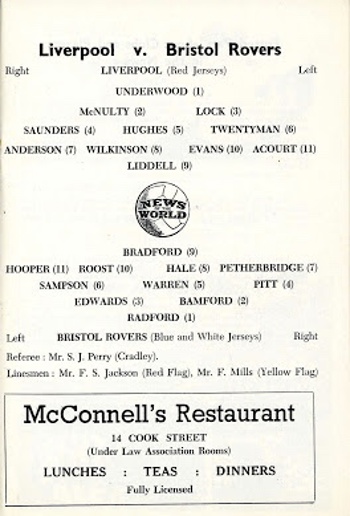 Liverpool v. Bristol Rovers
Right LIVERPOOL (Red Jerseys) Left
UNDERWOOD (1)
McNULTY (2) LOCK (3)
SAUNDERS (4) HUGHES (5) TWENTYMAN (6)
ANDERSON (7) WILKINSON (8) EVANS (10) ACOURT (11)
LIDDELL (9)
NEWS
OF THE
WORLD
BRADFORD (9)
HOOPER (11) ROOST (10) HALE (8) PETHERBRIDGE (7)
SAMPSON (6) WARREN (5) PITT (4)
EDWARDS (3) BAMFORD (2)
RADFORD (1)
Left BRISTOL ROVERS (Blue and White Jerseys) Right
Referee : Mr. S. J. Perry (Cradley).
Linesmen : Mr. F. S. Jackson (Red Flag), Mr. F. Mills (Yellow Flag)
McConnell's Restaurant
14 COOK STREET
(Under Law Association Rooms)
LUNCHES : TEAS : DINNERS
Fully Licensed